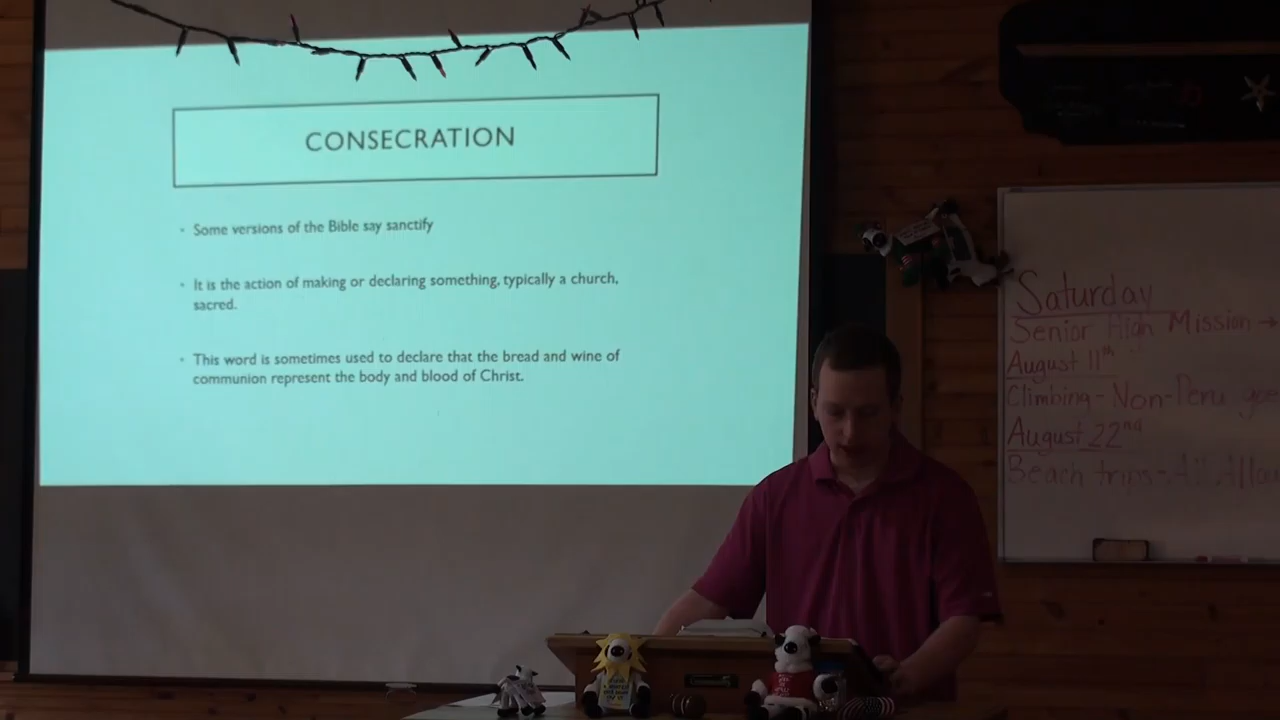 CONSECRATION
• Some versions of the Bible say sanctify
• It is the action of making or declaring something, typically a church,
sacred.
• This word is sometimes used to declare that the bread and wine of
communion represent the body and blood of Christ.
Saturday
Senior High Mission →
August 11th
Climbing - Non-Peru
August 22nd
Beach trips - All